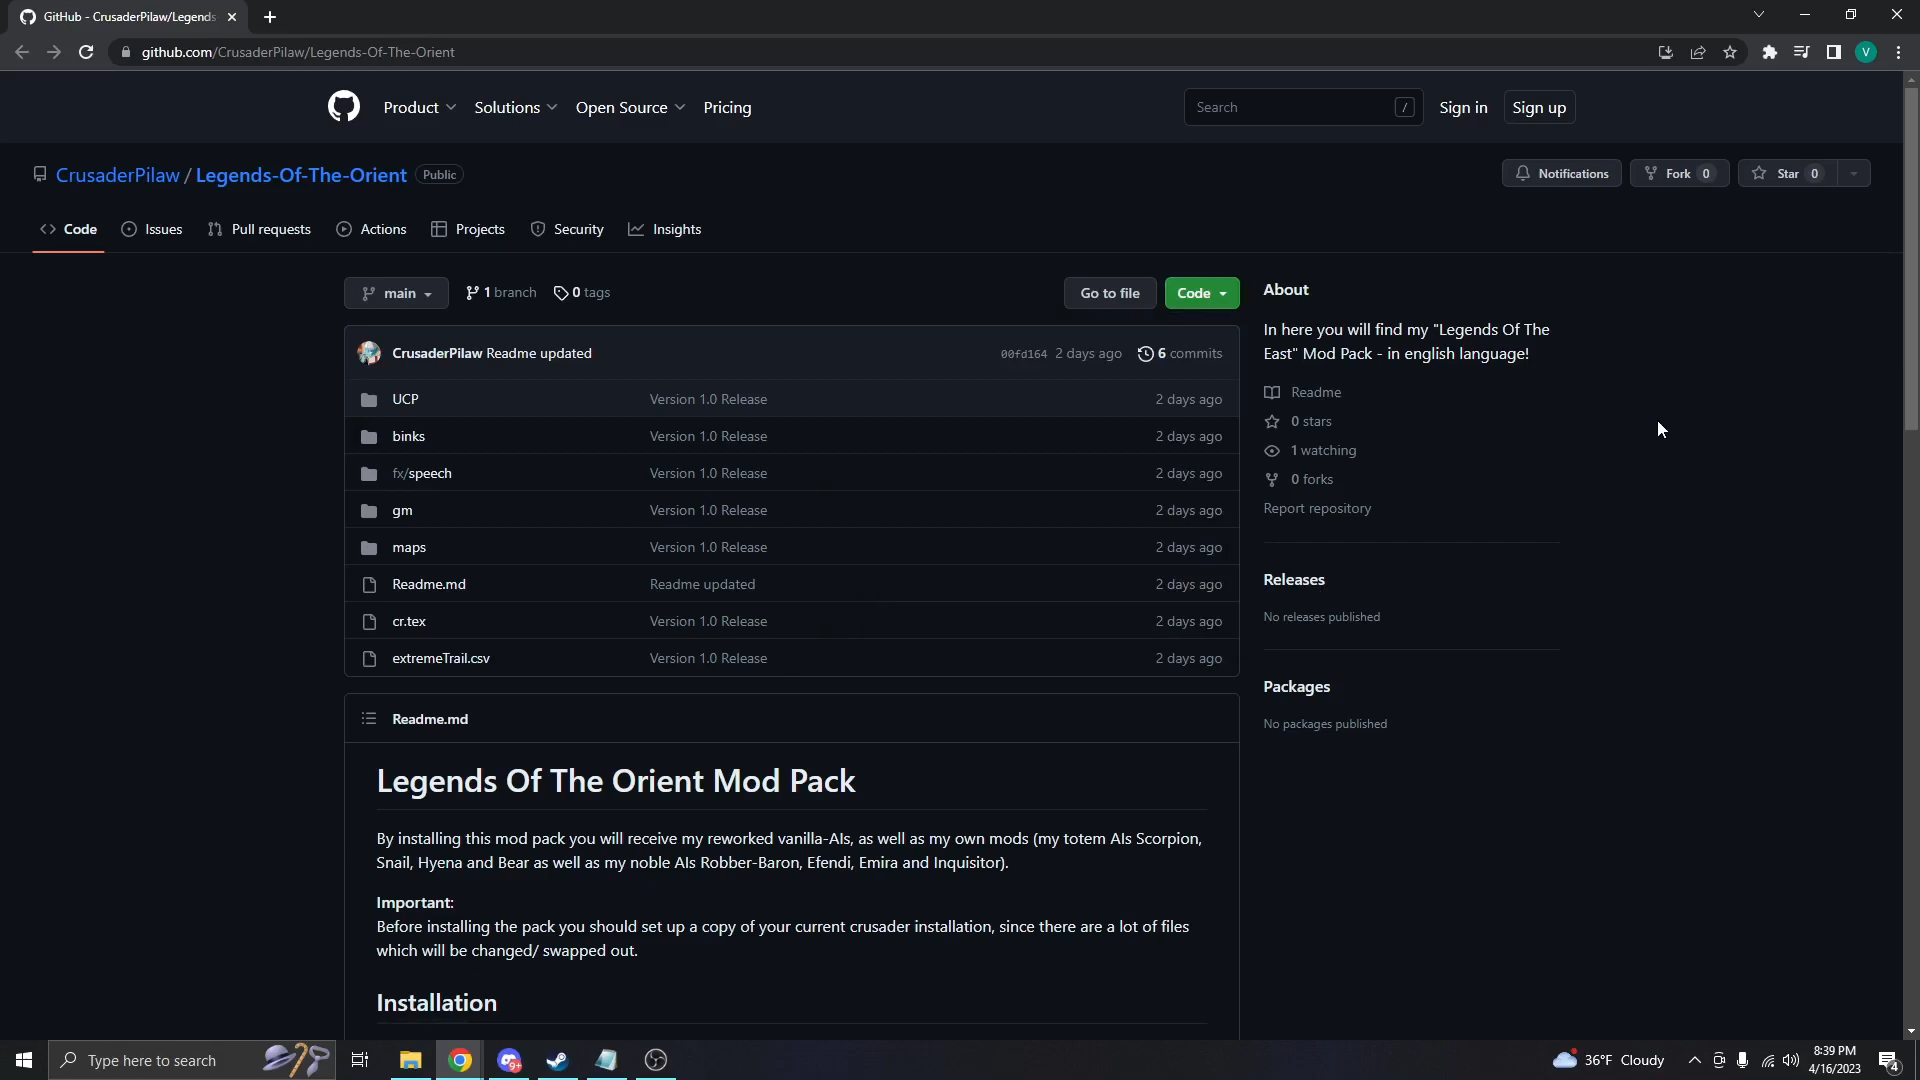 GitHub - CrusaderPilaw/Legends
github.com/CrusaderPilaw/Legends-Of-The-Orient
V
Product
Solutions
Open Source
Pricing
Search
/
Sign in
Sign up
CrusaderPilaw / Legends-Of-The-Orient
Public
Notifications
Fork 0
Star 0
Code
Issues
Pull requests
Actions
Projects
Security
Insights
main
1 branch
0 tags
Go to file
Code
CrusaderPilaw Readme updated
00fd164 2 days ago
6 commits
UCP Version 1.0 Release 2 days ago
binks Version 1.0 Release 2 days ago
fx/speech Version 1.0 Release 2 days ago
gm Version 1.0 Release 2 days ago
maps Version 1.0 Release 2 days ago
Readme.md Readme updated 2 days ago
cr.tex Version 1.0 Release 2 days ago
extremeTrail.csv Version 1.0 Release 2 days ago
Readme.md
Legends Of The Orient Mod Pack
By installing this mod pack you will receive my reworked vanilla-AIs, as well as my own mods (my totem AIs Scorpion,
Snail, Hyena and Bear as well as my noble AIs Robber-Baron, Efendi, Emira and Inquisitor).
Important:
Before installing the pack you should set up a copy of your current crusader installation, since there are a lot of files
which will be changed/ swapped out.
Installation
About
In here you will find my "Legends Of The
East" Mod Pack - in english language!
Readme
0 stars
1 watching
0 forks
Report repository
Releases
No releases published
Packages
No packages published
Type here to search
9+
36°F Cloudy
8:39 PM
4/16/2023
4